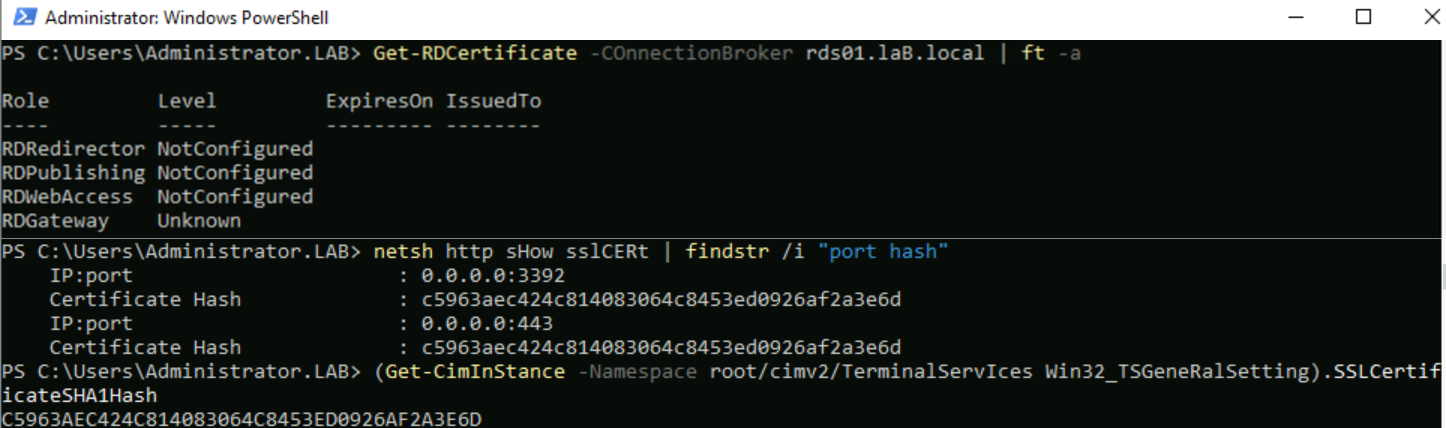 Administrator: Windows PowerShell
PS C:\Users\Administrator.LAB> Get-RDCertificate -COnnectionBroker rds01.laB.local | ft -a
Role         Level         ExpiresOn IssuedTo
----         -----         --------- --------
RDRedirector NotConfigured
RDPublishing NotConfigured
RDWebAccess  NotConfigured
RDGateway    Unknown
PS C:\Users\Administrator.LAB> netsh http sHow sslCERt | findstr /i "port hash"
    IP:port                      : 0.0.0.0:3392
    Certificate Hash             : c5963aec424c814083064c8453ed0926af2a3e6d
    IP:port                      : 0.0.0.0:443
    Certificate Hash             : c5963aec424c814083064c8453ed0926af2a3e6d
PS C:\Users\Administrator.LAB> (Get-CimInStance -Namespace root/cimv2/TerminalServIces Win32_TSGeneRalSetting).SSLCertif
icateSHA1Hash
C5963AEC424C814083064C8453ED0926AF2A3E6D